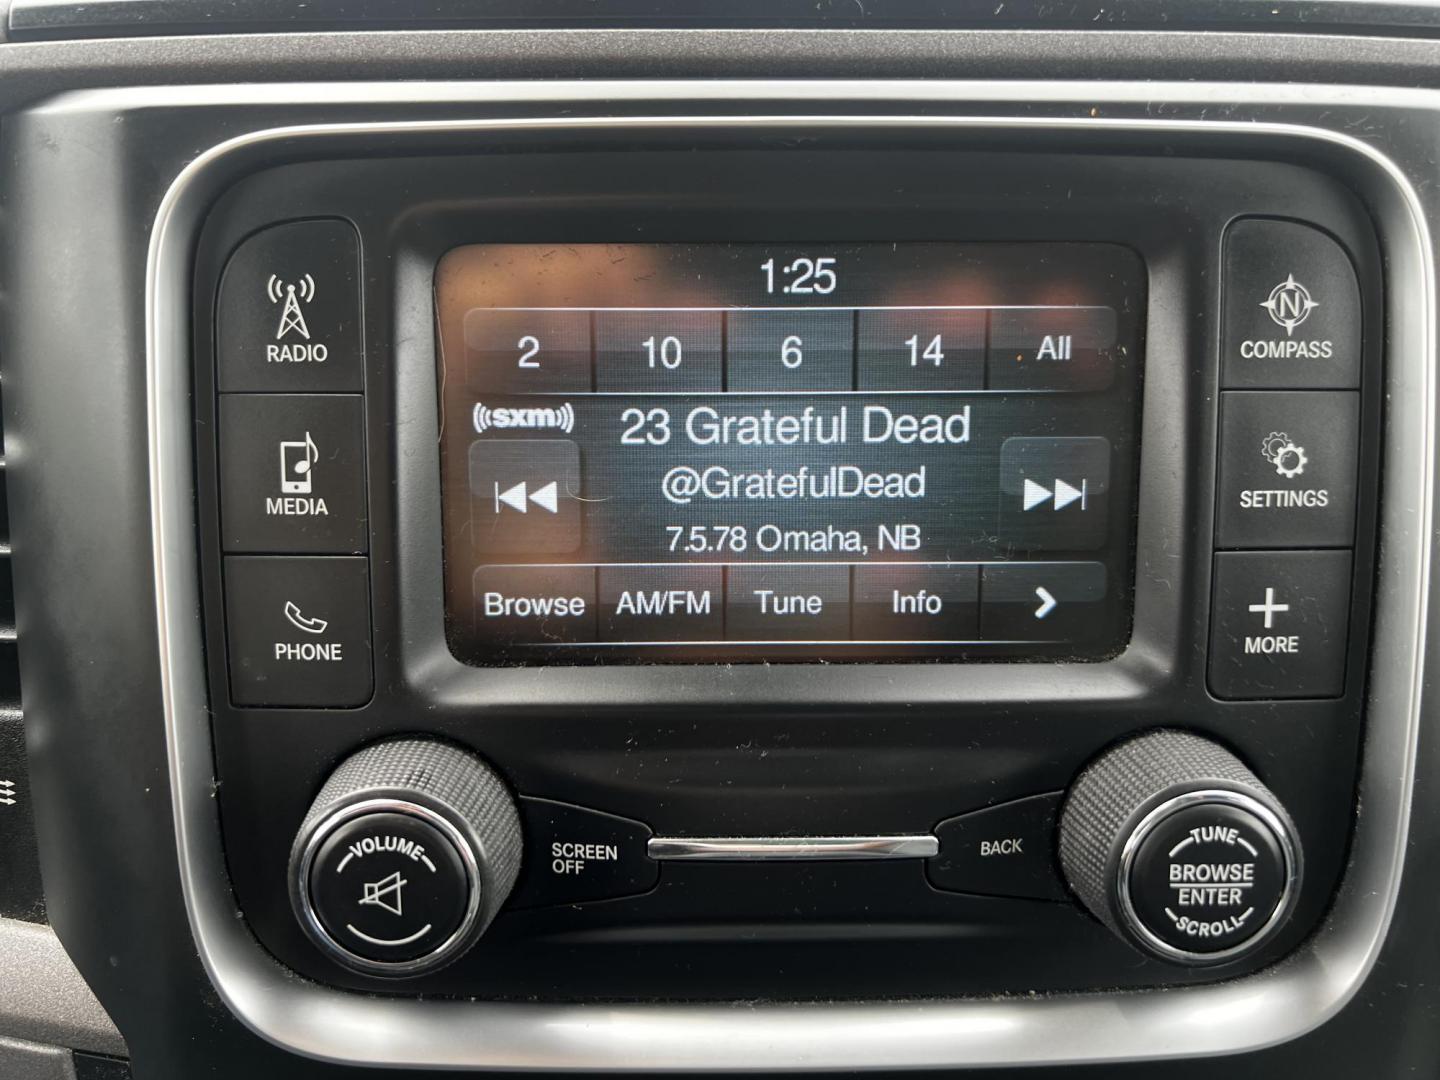 1:25
2 10 6 14 All
sxm 23 Grateful Dead
@GratefulDead
7.5.78 Omaha, NB
Browse AM/FM Tune Info
RADIO
MEDIA
PHONE
N
COMPASS
SETTINGS
MORE
VOLUME
SCREEN
OFF
BACK
TUNE
BROWSE
ENTER
SCROLL